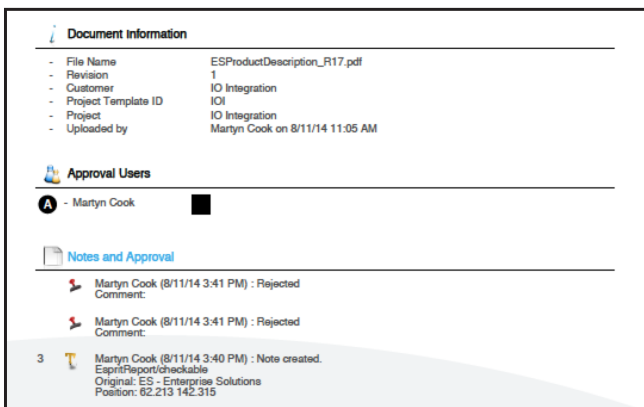 Document Information
- File Name ESProductDescription_R17.pdf
- Revision 1
- Customer IO Integration
- Project Template ID IOI
- Project IO Integration
- Uploaded by Martyn Cook on 8/11/14 11:05 AM
Approval Users
A - Martyn Cook
Notes and Approval
Martyn Cook (8/11/14 3:41 PM) : Rejected
Comment:
Martyn Cook (8/11/14 3:41 PM) : Rejected
Comment:
3 Martyn Cook (8/11/14 3:40 PM) : Note created.
EspritReport/checkable
Original: ES - Enterprise Solutions
Position: 62.213 142.315